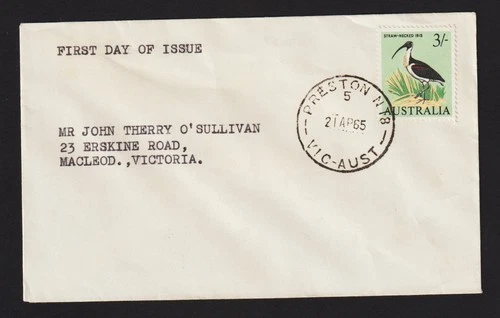 FIRST DAY OF ISSUE
STRAW-NECKED IBIS
3/-
AUSTRALIA
PRESTON N18
5
21AP65
VIC-AUST
MR JOHN THERRY O'SULLIVAN
23 ERSKINE ROAD,
MACLEOD.,VICTORIA.